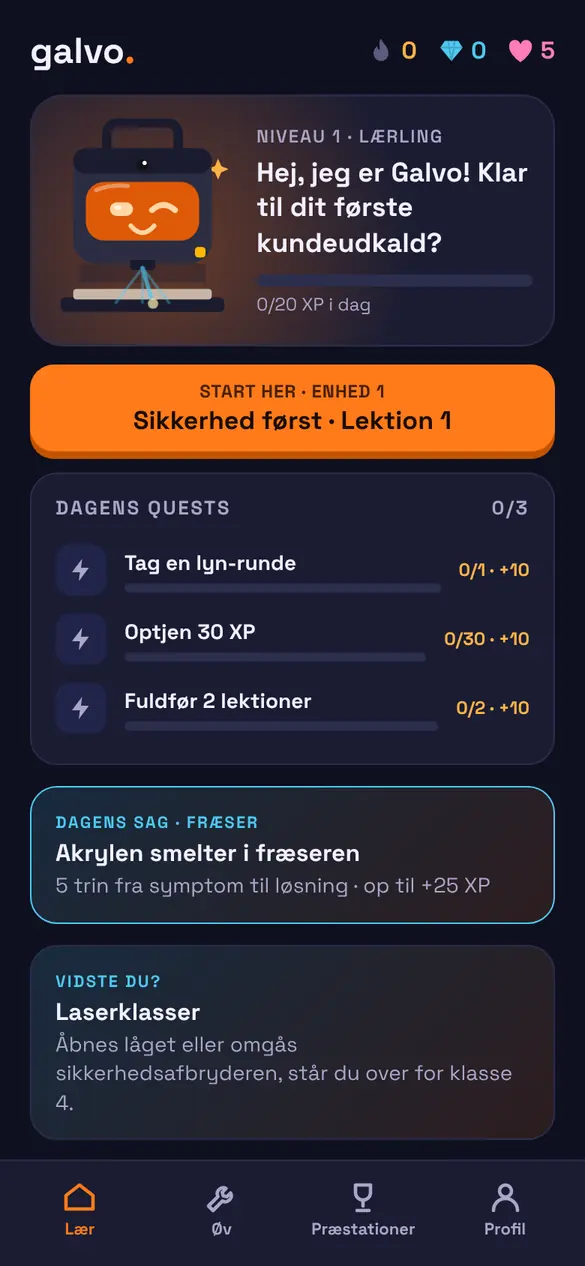 galvo.
0 0 5
NIVEAU 1 · LÆRLING
Hej, jeg er Galvo! Klar
til dit første
kundeudkald?
0/20 XP i dag
START HER · ENHED 1
Sikkerhed først · Lektion 1
DAGENS QUESTS 0/3
Tag en lyn-runde 0/1 · +10
Optjen 30 XP 0/30 · +10
Fuldfør 2 lektioner 0/2 · +10
DAGENS SAG · FRÆSER
Akrylen smelter i fræseren
5 trin fra symptom til løsning · op til +25 XP
VIDSTE DU?
Laserklasser
Åbnes låget eller omgås
sikkerhedsafbryderen, står du over for klasse
4.
Lær Øv Præstationer Profil